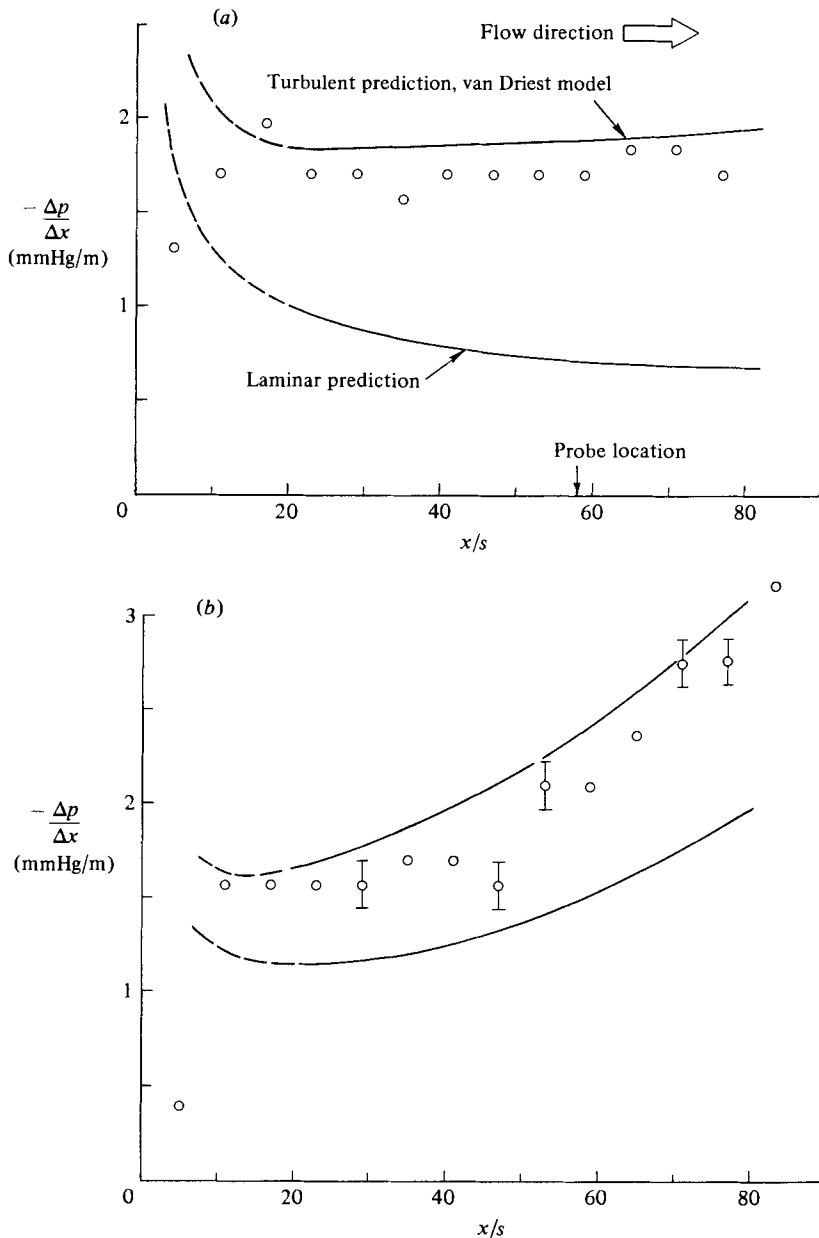 (a)
Flow direction
Turbulent prediction, van Driest model
2
− Δp/Δx
(mmHg/m)
1
Laminar prediction
Probe location
0 20 40 60 80
x/s
(b)
3
2
− Δp/Δx
(mmHg/m)
1
0 20 40 60 80
x/s